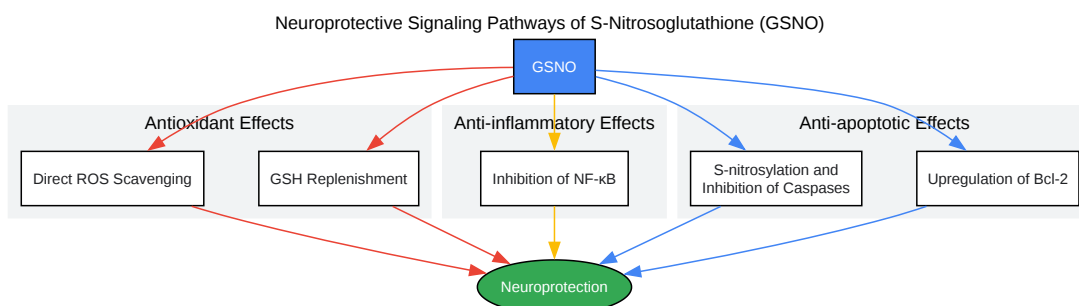 Neuroprotective Signaling Pathways of S-Nitrosoglutathione (GSNO)
GSNO
Antioxidant Effects
Anti-inflammatory Effects
Anti-apoptotic Effects
Direct ROS Scavenging
GSH Replenishment
Inhibition of NF-κB
S-nitrosylation and
Inhibition of Caspases
Upregulation of Bcl-2
Neuroprotection